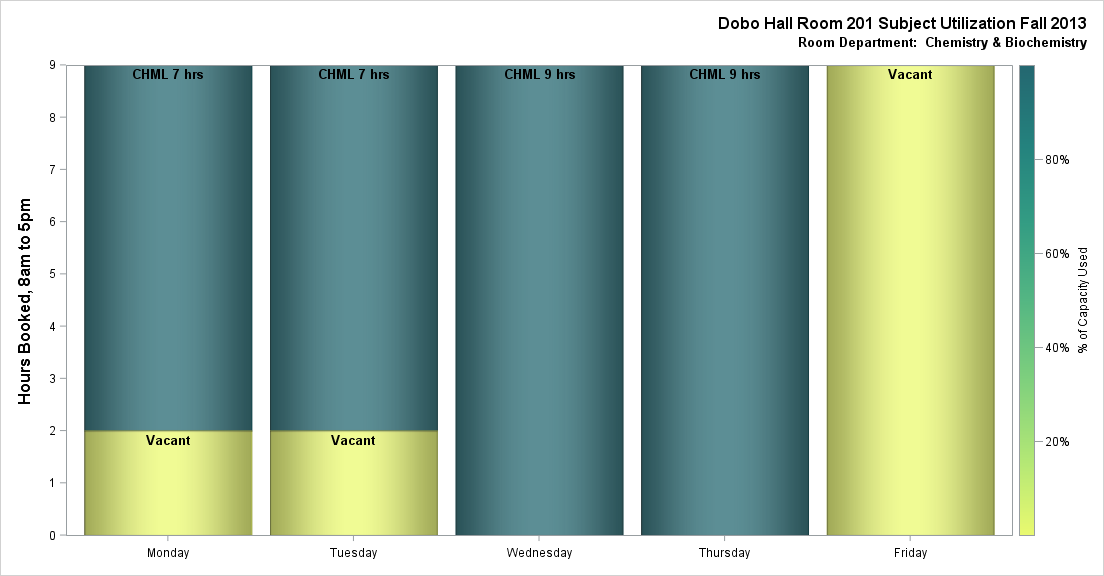 Dobo Hall Room 201 Subject Utilization Fall 2013
Room Department:  Chemistry & Biochemistry
Hours Booked, 8am to 5pm
9
8
7
6
5
4
3
2
1
0
CHML 7 hrs
CHML 7 hrs
CHML 9 hrs
CHML 9 hrs
Vacant
Vacant
Vacant
Monday
Tuesday
Wednesday
Thursday
Friday
80%
60%
40%
20%
% of Capacity Used